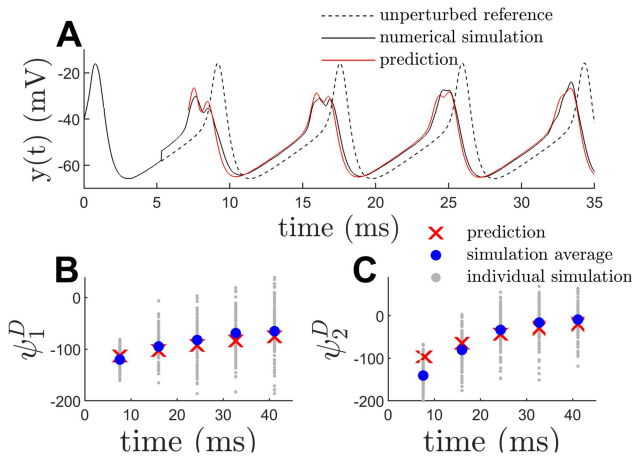 A
unperturbed reference
numerical simulation
prediction
y(t) (mV)
-20
-40
-60
0 5 10 15 20 25 30 35
time (ms)
prediction
simulation average
individual simulation
B
ψ₁ᴰ
0
-100
-200
0 10 20 30 40
time (ms)
C
ψ₂ᴰ
0
-100
-200
0 10 20 30 40
time (ms)